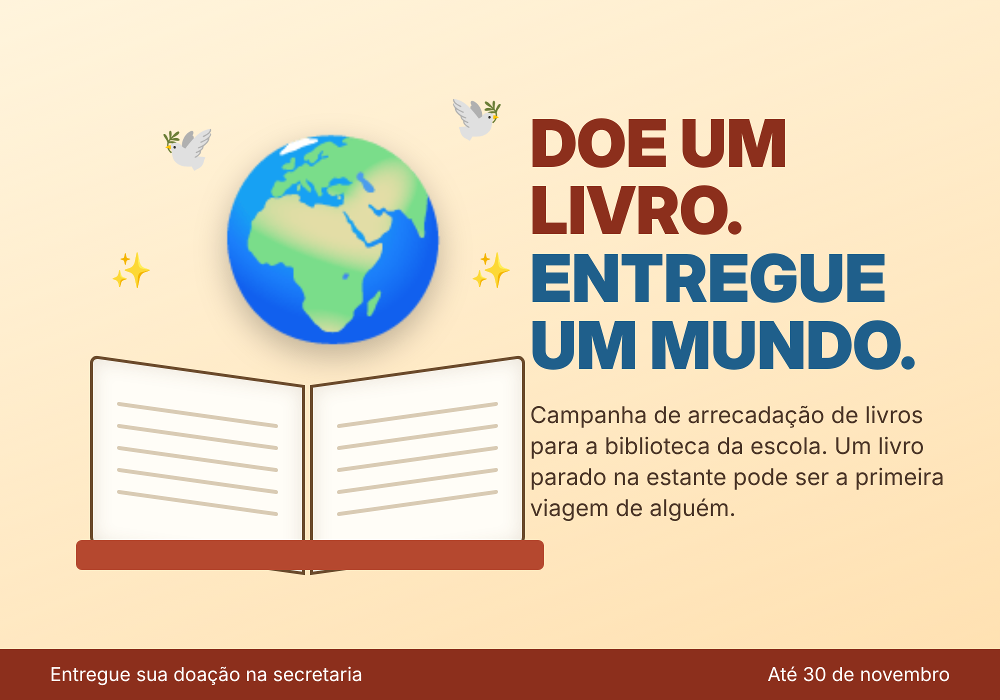 DOE UM
LIVRO.
ENTREGUE
UM MUNDO.
Campanha de arrecadação de livros
para a biblioteca da escola. Um livro
parado na estante pode ser a primeira
viagem de alguém.
Entregue sua doação na secretaria
Até 30 de novembro